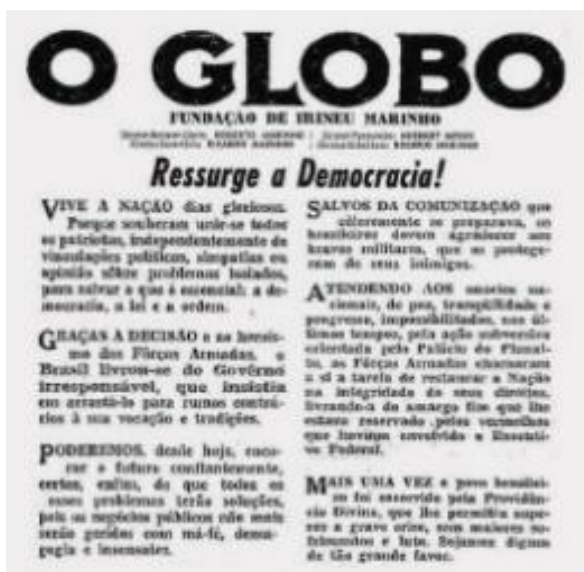 O GLOBO
FUNDAÇÃO DE IRINEU MARINHO
Ressurge a Democracia!
VIVE A NAÇÃO dias gloriosos.
Porque souberam unir-se todos
os patriotas, independentemente de
vinculações políticas, simpatias ou
opinião sôbre problemas isolados,
para salvar o que é essencial: a de-
mocracia, a lei e a ordem.
GRAÇAS À DECISÃO e ao heroís-
mo das Fôrças Armadas, o
Brasil livrou-se do Govêrno
irresponsável, que insistia
em arrastá-lo para rumos contrá-
rios à sua vocação e tradições.
PODEREMOS, desde hoje, enca-
rar o futuro confiantemente,
certos, enfim, de que todos os
nossos problemas terão soluções,
pois os negócios públicos não mais
serão geridos com má-fé, dema-
gogia e insensatez.
SALVOS DA COMUNIZAÇÃO que
celeremente se preparava, os
brasileiros devem agradecer aos
bravos militares, que os protege-
ram de seus inimigos.
ATENDENDO AOS anseios na-
cionais, de paz, tranqüilidade e
progresso, impossibilitados, nos úl-
timos tempos, pela ação subversiva
orientada pelo Palácio do Planal-
to, as Fôrças Armadas chamaram
a si a tarefa de restaurar a Nação
na integridade de seus direitos,
livrando-a do amargo fim que lhe
estava reservado pelos vermelhos
que haviam envolvido o Executi-
vo Federal.
MAIS UMA VEZ o povo brasilei-
ro foi socorrido pela Providên-
cia Divina, que lhe permitiu supe-
rar a grave crise, sem maiores so-
frimentos e luto. Sejamos dignos
de tão grande favor.